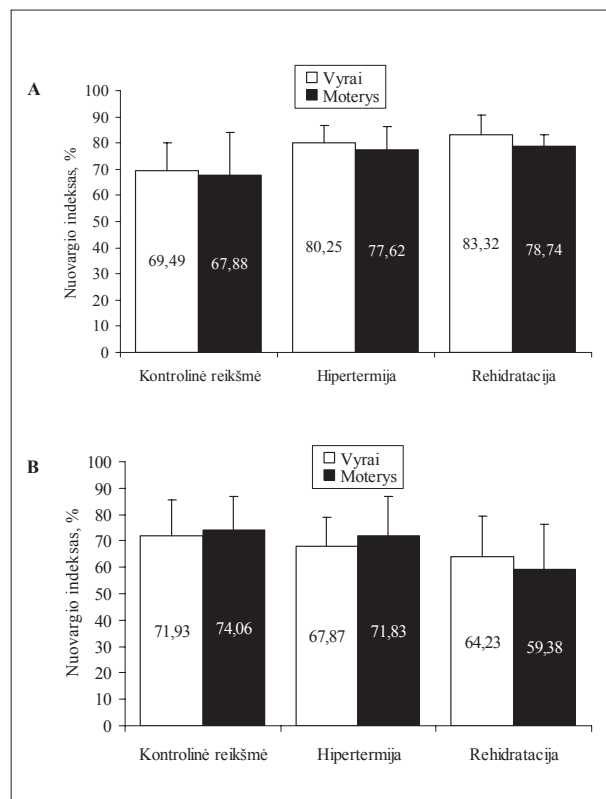 A
Vyrai
Moterys
Nuovargio indeksas, %
100
90
80
70
60
50
40
30
20
10
0
69,49
67,88
80,25
77,62
83,32
78,74
Kontrolinė reikšmė
Hipertermija
Rehidratacija
B
Vyrai
Moterys
Nuovargio indeksas, %
100
90
80
70
60
50
40
30
20
10
0
71,93
74,06
67,87
71,83
64,23
59,38
Kontrolinė reikšmė
Hipertermija
Rehidratacija